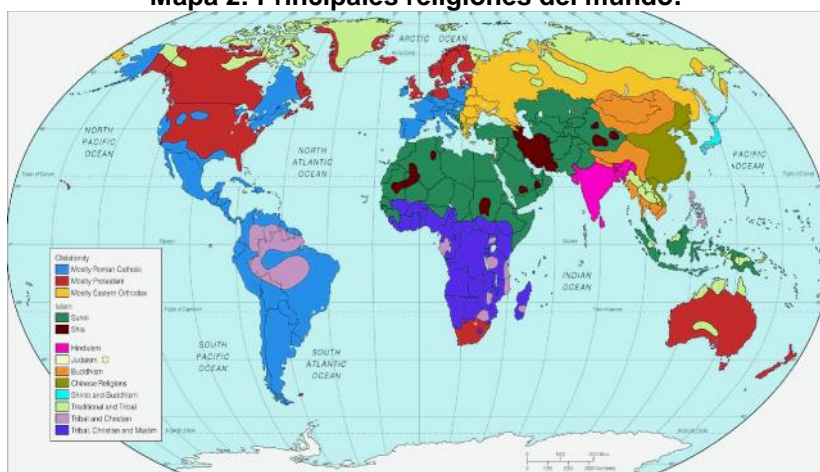 Mapa 2. Principales religiones del mundo.
ARCTIC OCEAN
NORTH
PACIFIC
OCEAN
NORTH
ATLANTIC
OCEAN
PACIFIC
OCEAN
INDIAN
OCEAN
SOUTH
PACIFIC
OCEAN
SOUTH
ATLANTIC
OCEAN
Christianity
Mostly Roman Catholic
Mostly Protestant
Mostly Eastern Orthodox
Islam
Sunni
Shia
Hinduism
Judaism
Buddhism
Chinese Religions
Shinto and Buddhism
Traditional and Tribal
Tribal and Christian
Tribal, Christian and Muslim